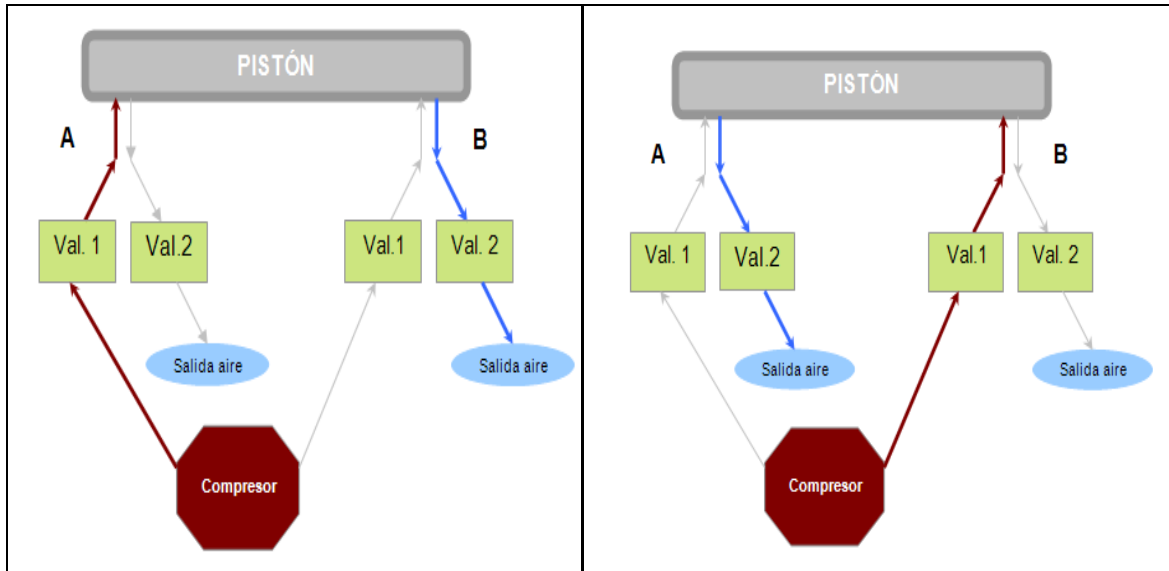 PISTÓN
A
B
Val. 1
Val.2
Val.1
Val. 2
Salida aire
Salida aire
Compresor
PISTÓN
A
B
Val. 1
Val.2
Val.1
Val. 2
Salida aire
Salida aire
Compresor